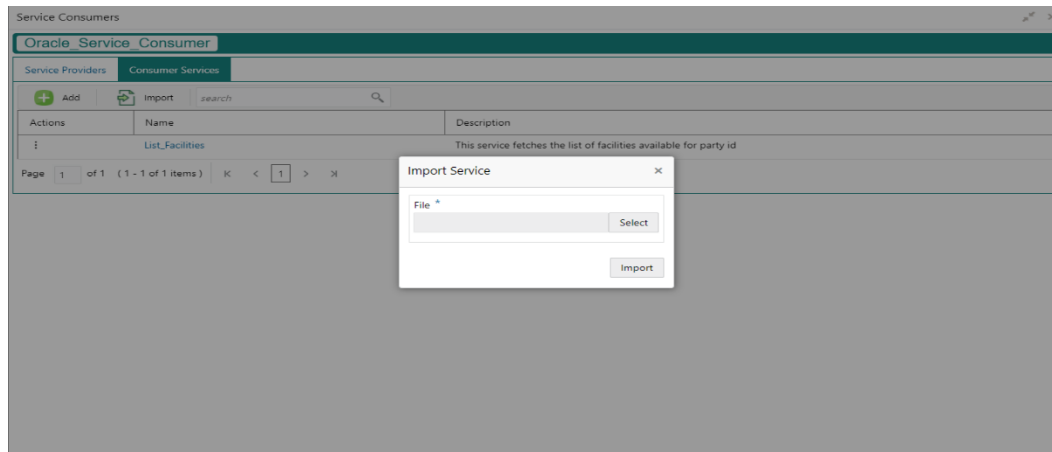 Service Consumers
Oracle_Service_Consumer
Service Providers Consumer Services
Add Import search
Actions Name Description
List_Facilities This service fetches the list of facilities available for party id
Page 1 of 1 (1 - 1 of 1 items) K < 1 > >|
Import Service ×
File *
Select
Import